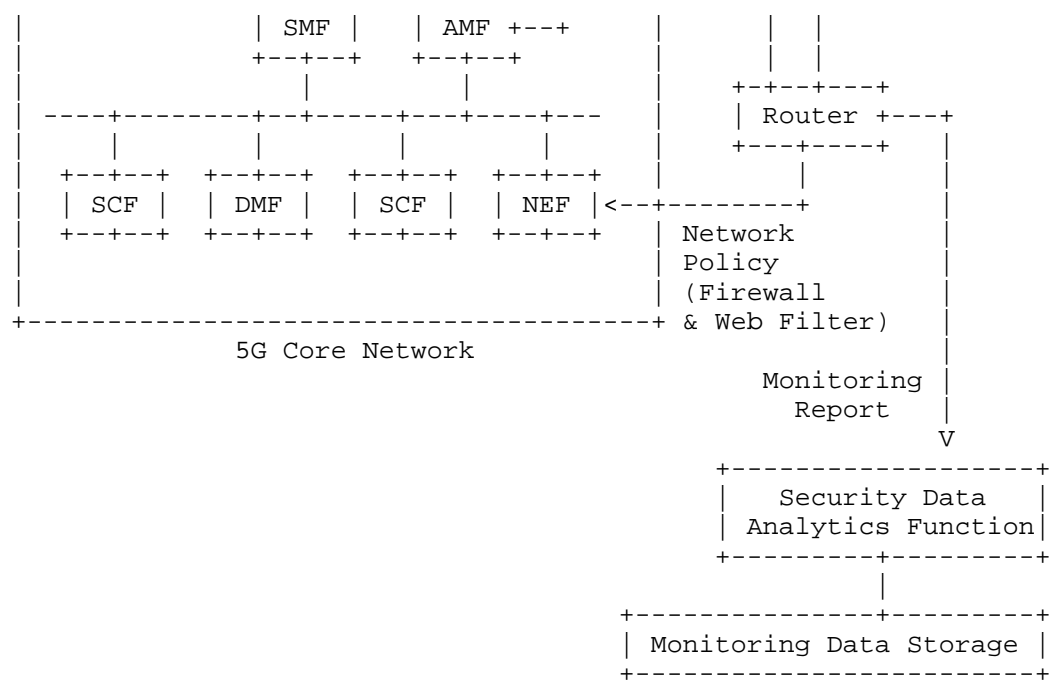 SMF AMF
Router
SCF DMF SCF NEF
Network
Policy
(Firewall
& Web Filter)
5G Core Network
Monitoring
Report
V
Security Data
Analytics Function
Monitoring Data Storage